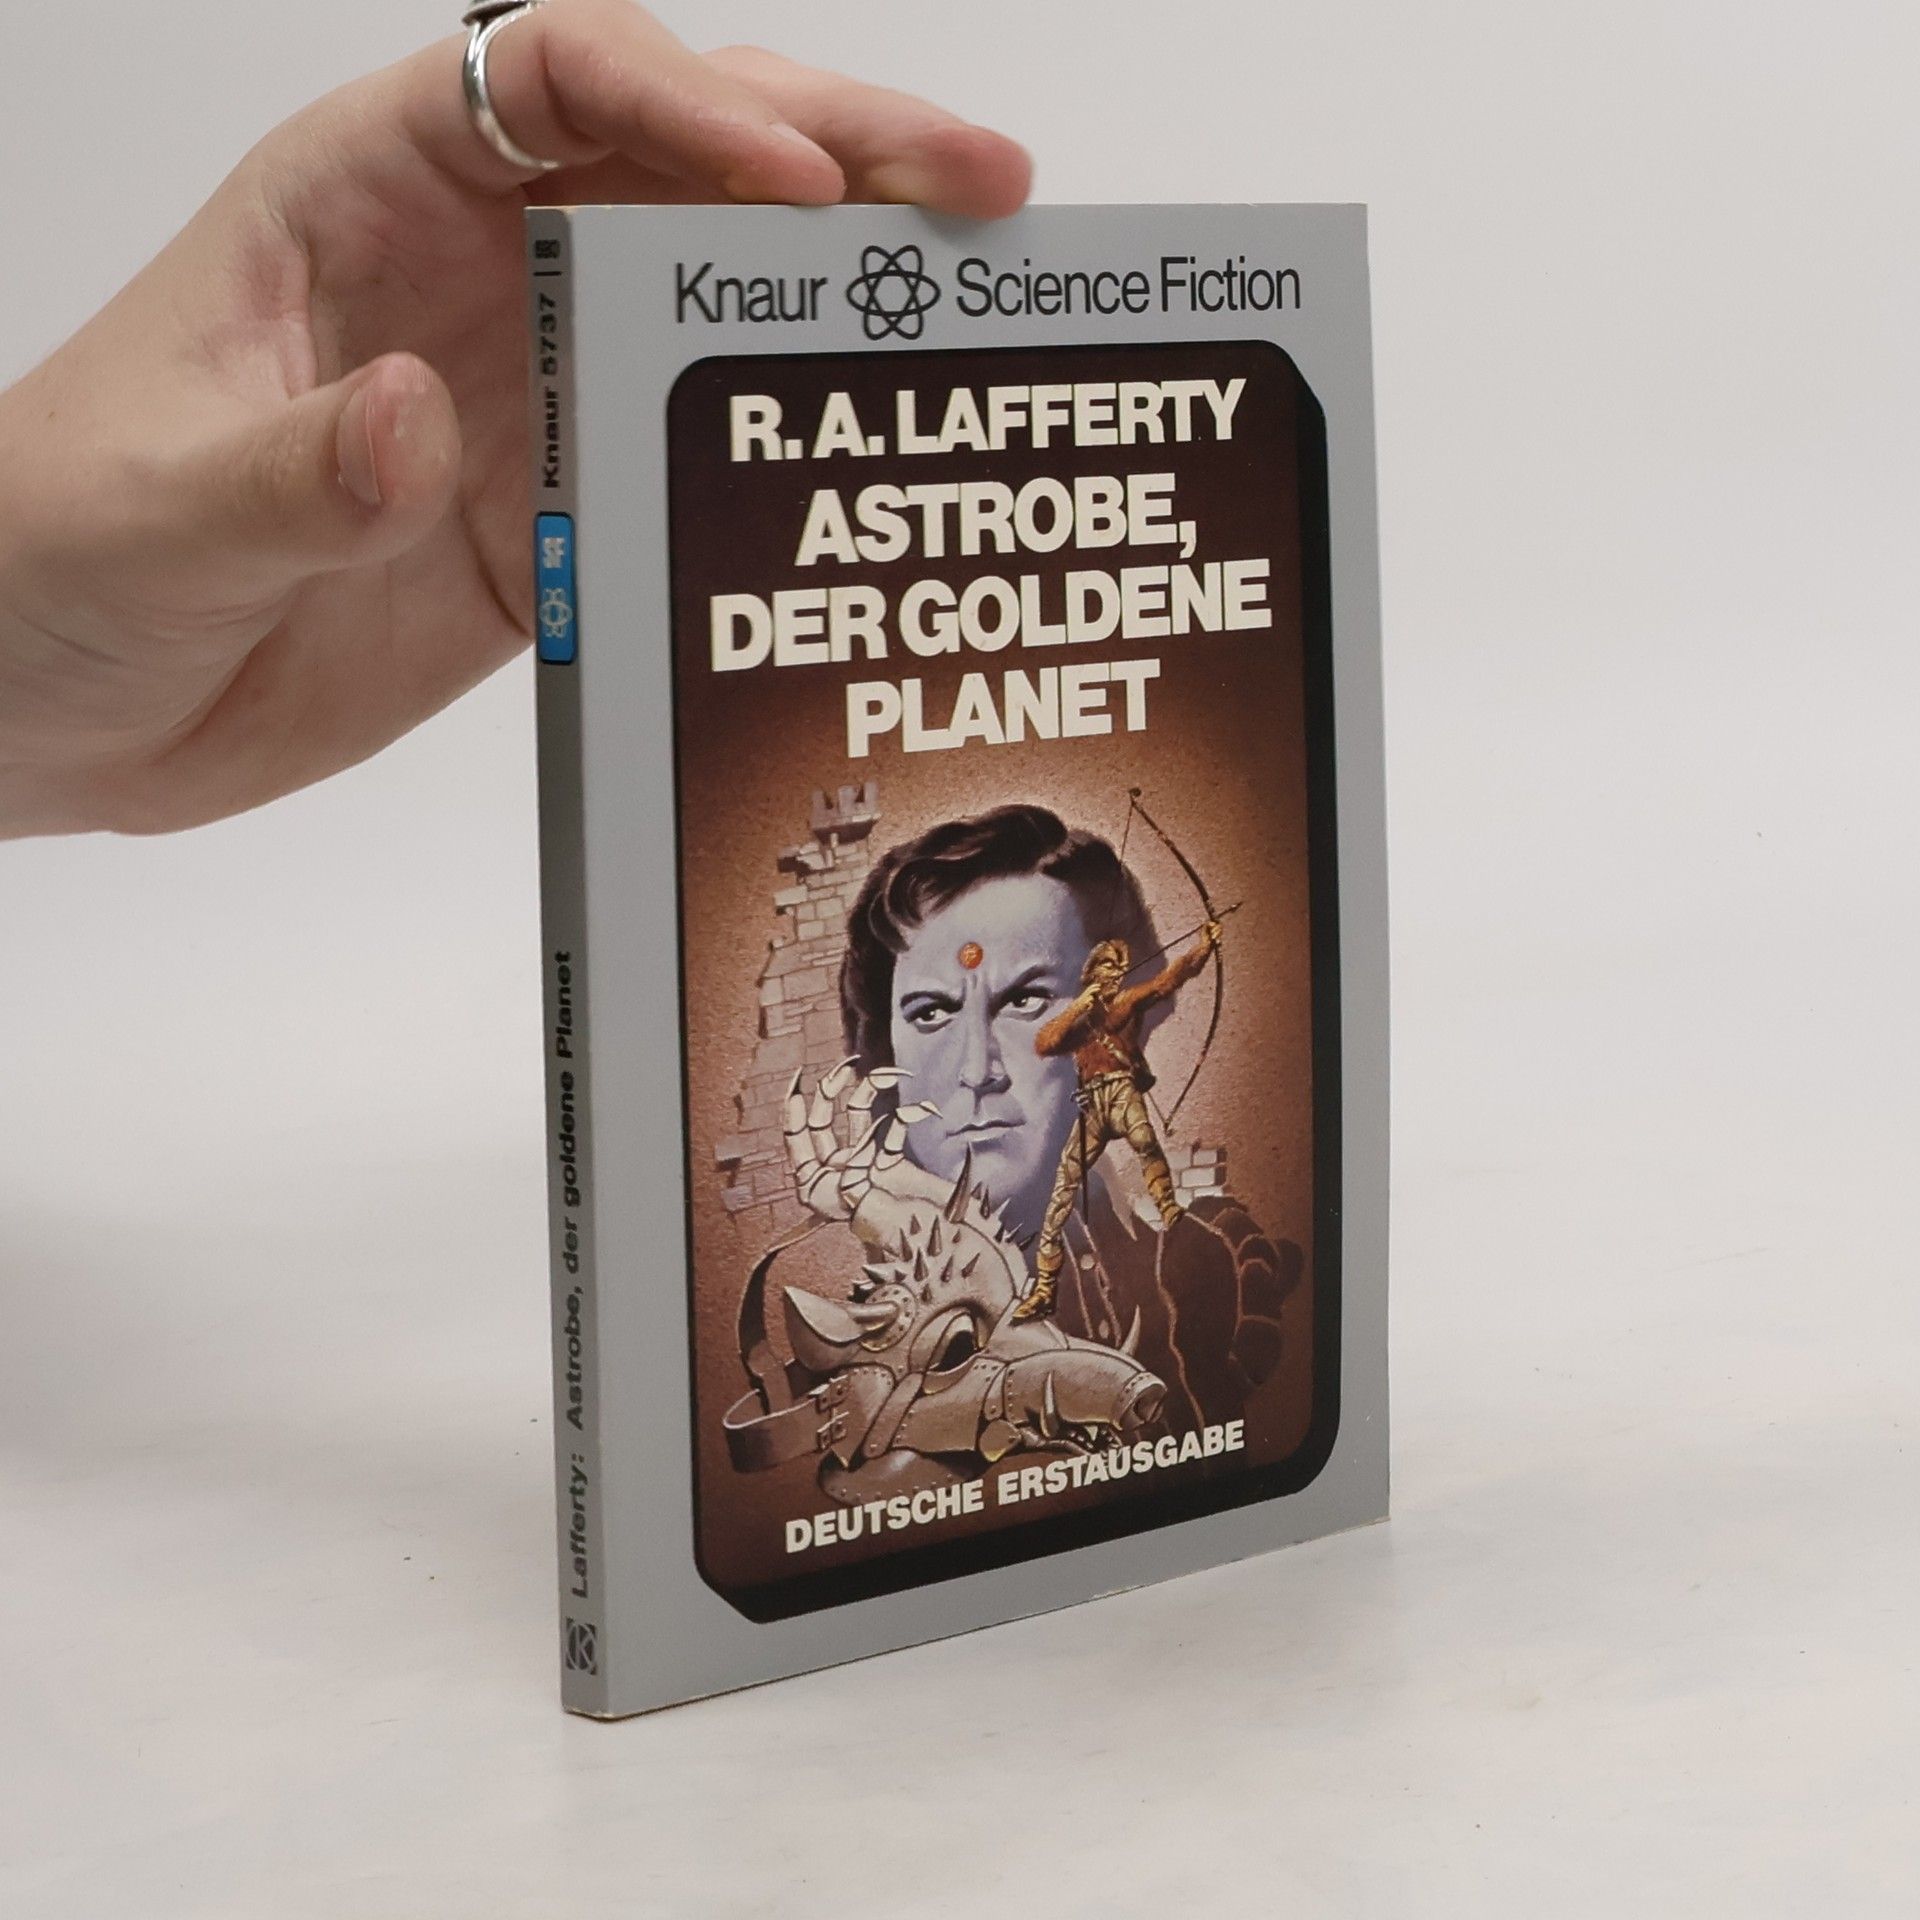 Knaur Science Fiction
R. A. LAFFERTY
ASTROBE,
DER GOLDENE
PLANET
DEUTSCHE ERSTAUSGABE
Lafferty: Astrobe, der goldene Planet
Knaur 5737